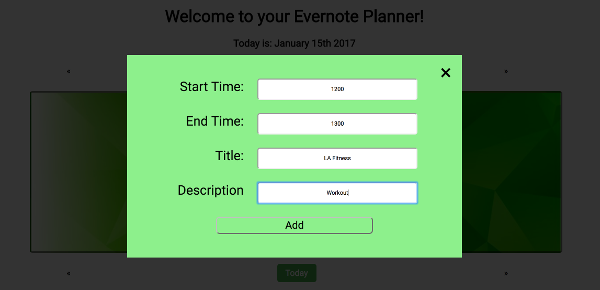 Welcome to your Evernote Planner!
Today is: January 15th 2017
×
Start Time: 1200
End Time: 1300
Title: LA Fitness
Description Workout
Add
Today